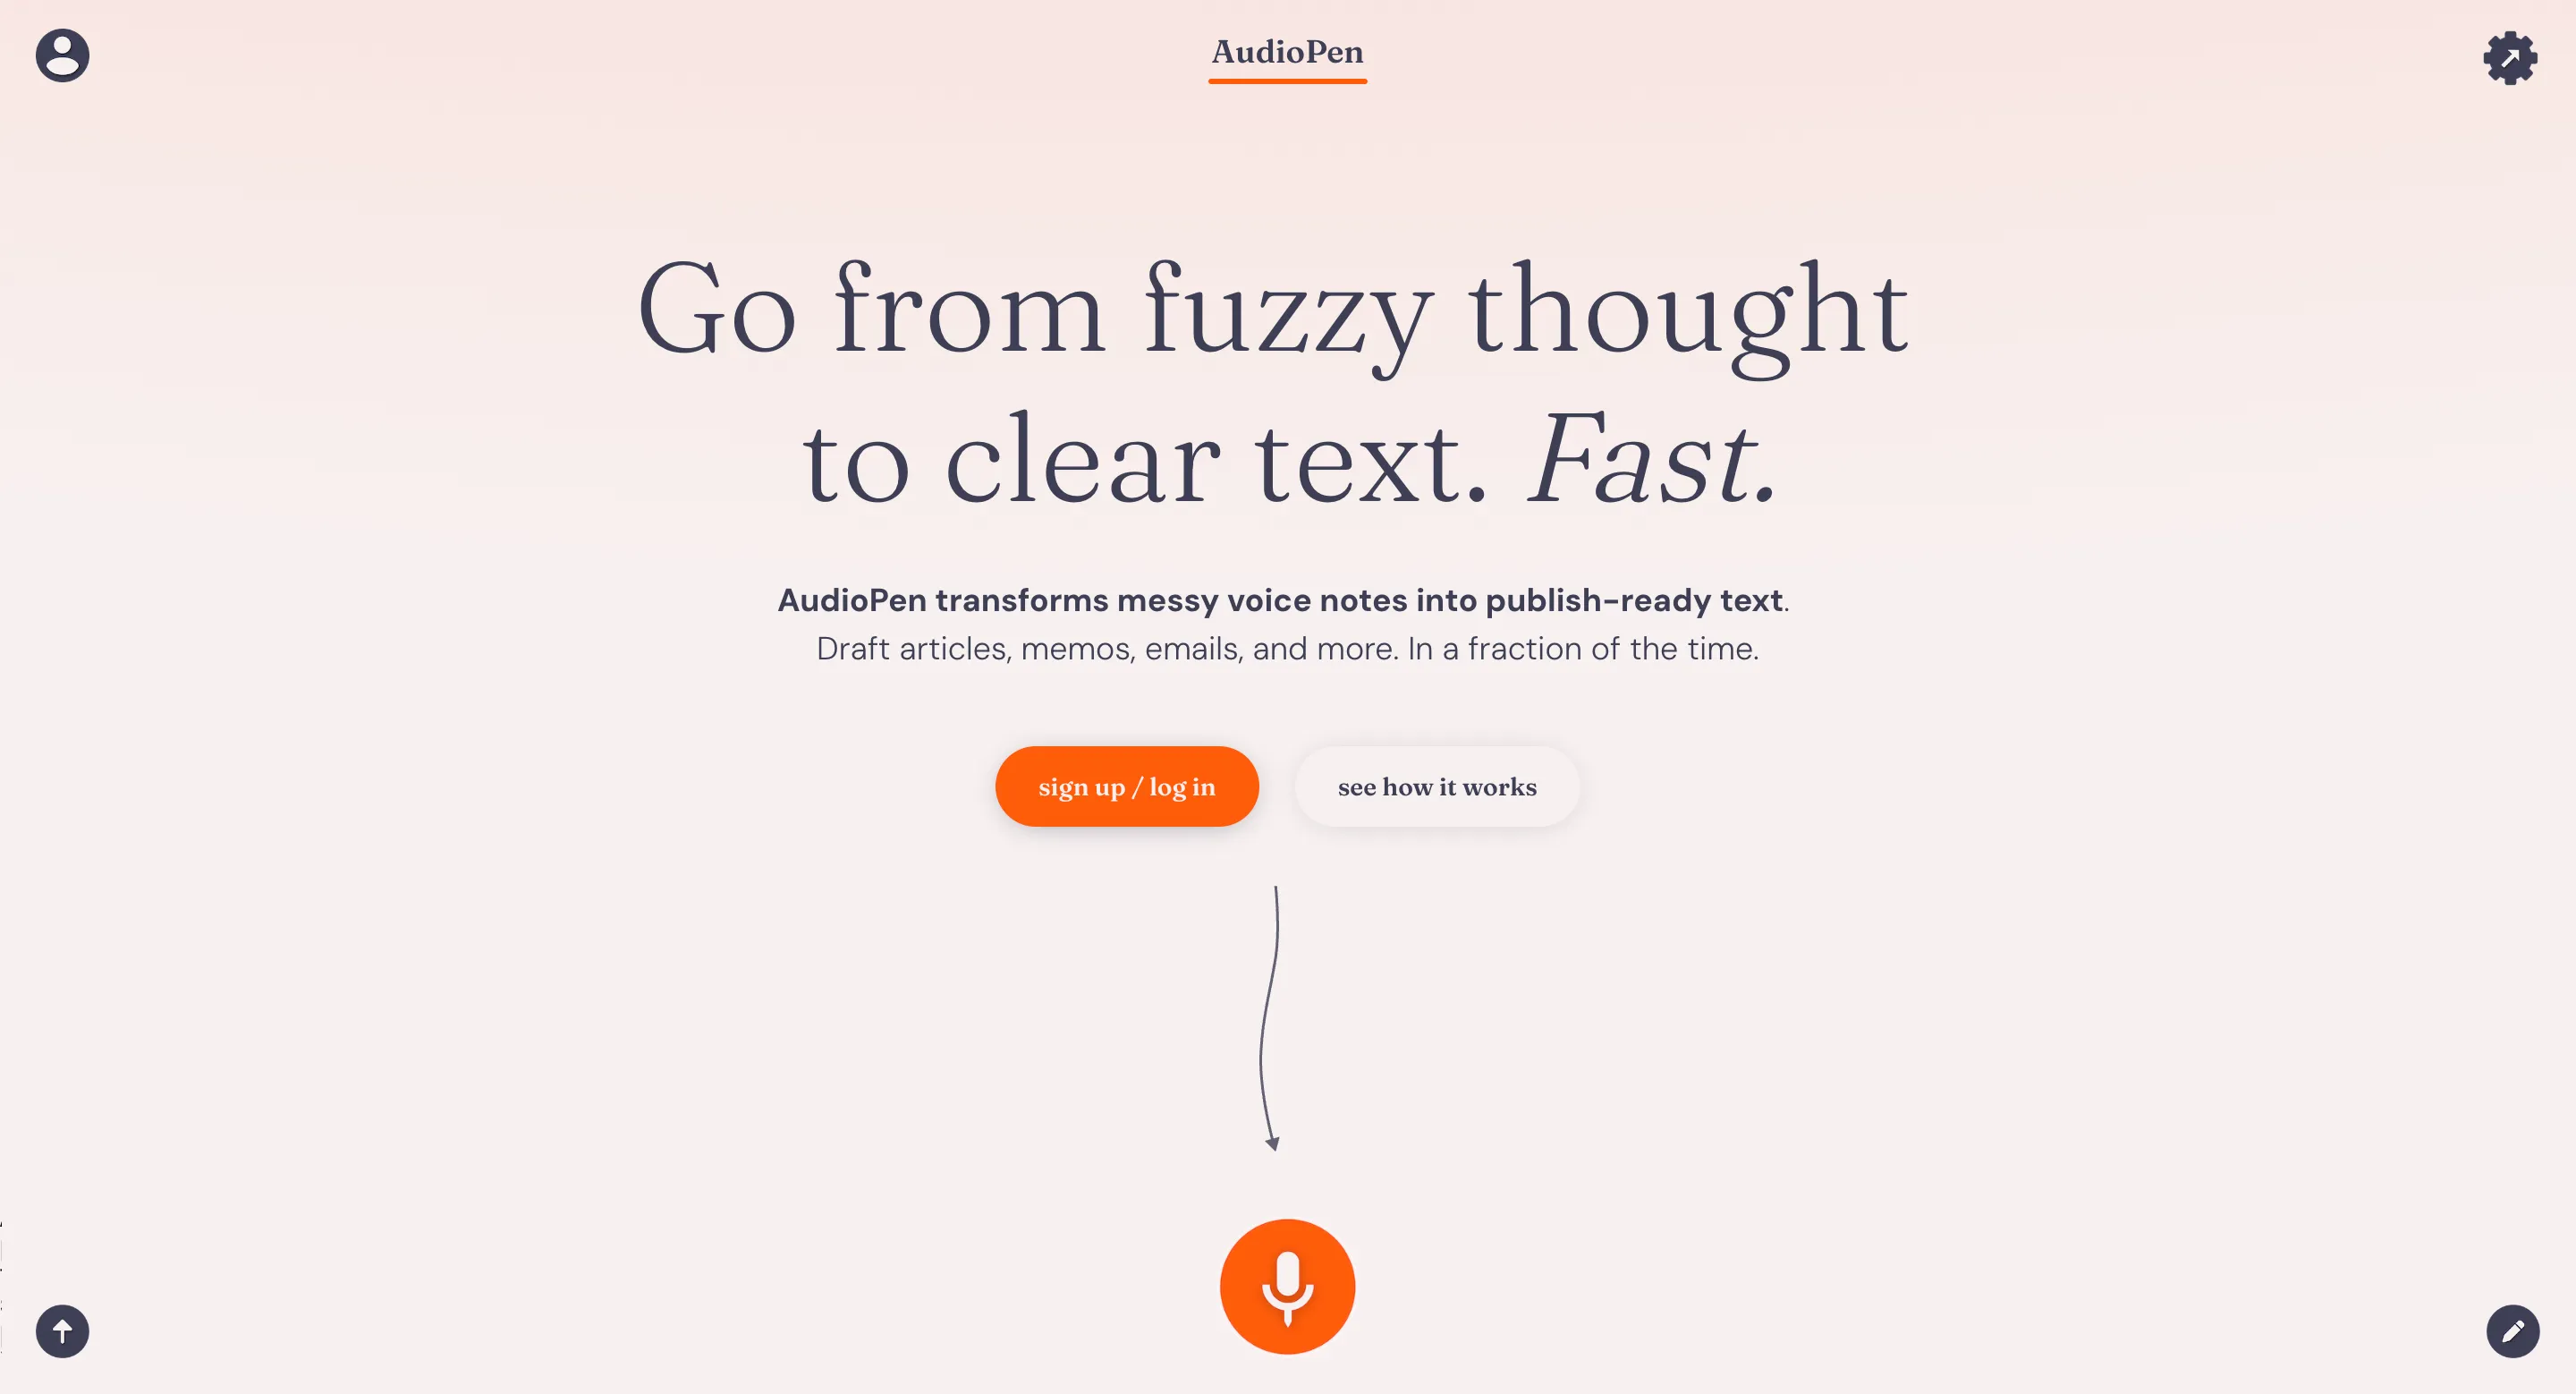 AudioPen
Go from fuzzy thought
to clear text. Fast.
AudioPen transforms messy voice notes into publish-ready text.
Draft articles, memos, emails, and more. In a fraction of the time.
sign up / log in
see how it works